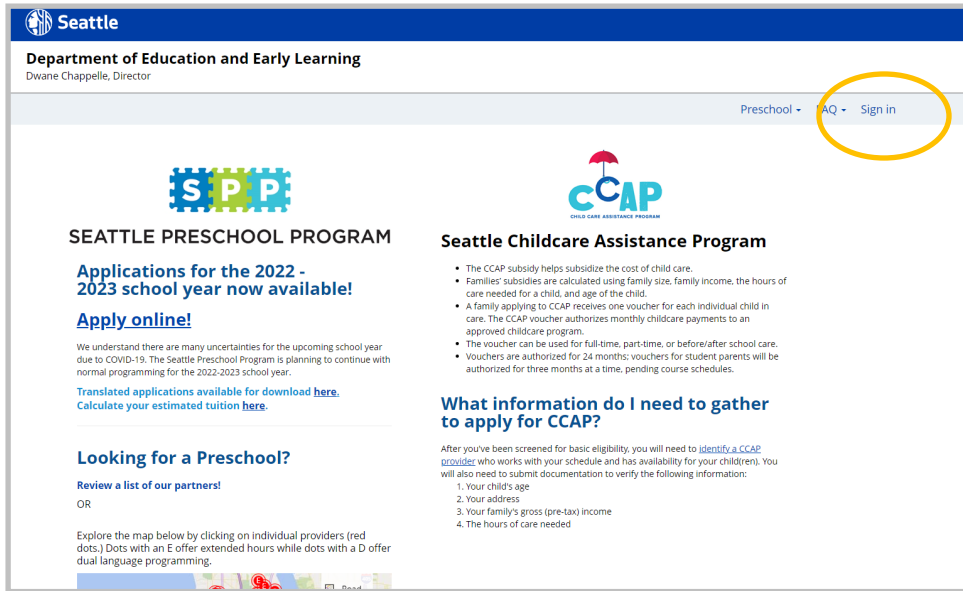 Seattle
Department of Education and Early Learning
Dwane Chappelle, Director
Preschool FAQ Sign in
SPP
SEATTLE PRESCHOOL PROGRAM
Applications for the 2022 -
2023 school year now available!
Apply online!
We understand there are many uncertainties for the upcoming school year
due to COVID-19. The Seattle Preschool Program is planning to continue with
normal programming for the 2022-2023 school year.
Translated applications available for download here.
Calculate your estimated tuition here.
Looking for a Preschool?
Review a list of our partners!
OR
Explore the map below by clicking on individual providers (red
dots.) Dots with an E offer extended hours while dots with a D offer
dual language programming.
E
E
CCAP
CHILD CARE ASSISTANCE PROGRAM
Seattle Childcare Assistance Program
• The CCAP subsidy helps subsidize the cost of child care.
• Families' subsidies are calculated using family size, family income, the hours of
care needed for a child, and age of the child.
• A family applying to CCAP receives one voucher for each individual child in
care. The CCAP voucher authorizes monthly childcare payments to an
approved childcare program.
• The voucher can be used for full-time, part-time, or before/after school care.
• Vouchers are authorized for 24 months; vouchers for student parents will be
authorized for three months at a time, pending course schedules.
What information do I need to gather
to apply for CCAP?
After you've been screened for basic eligibility, you will need to identify a CCAP
provider who works with your schedule and has availability for your child(ren). You
will also need to submit documentation to verify the following information:
1. Your child's age
2. Your address
3. Your family's gross (pre-tax) income
4. The hours of care needed